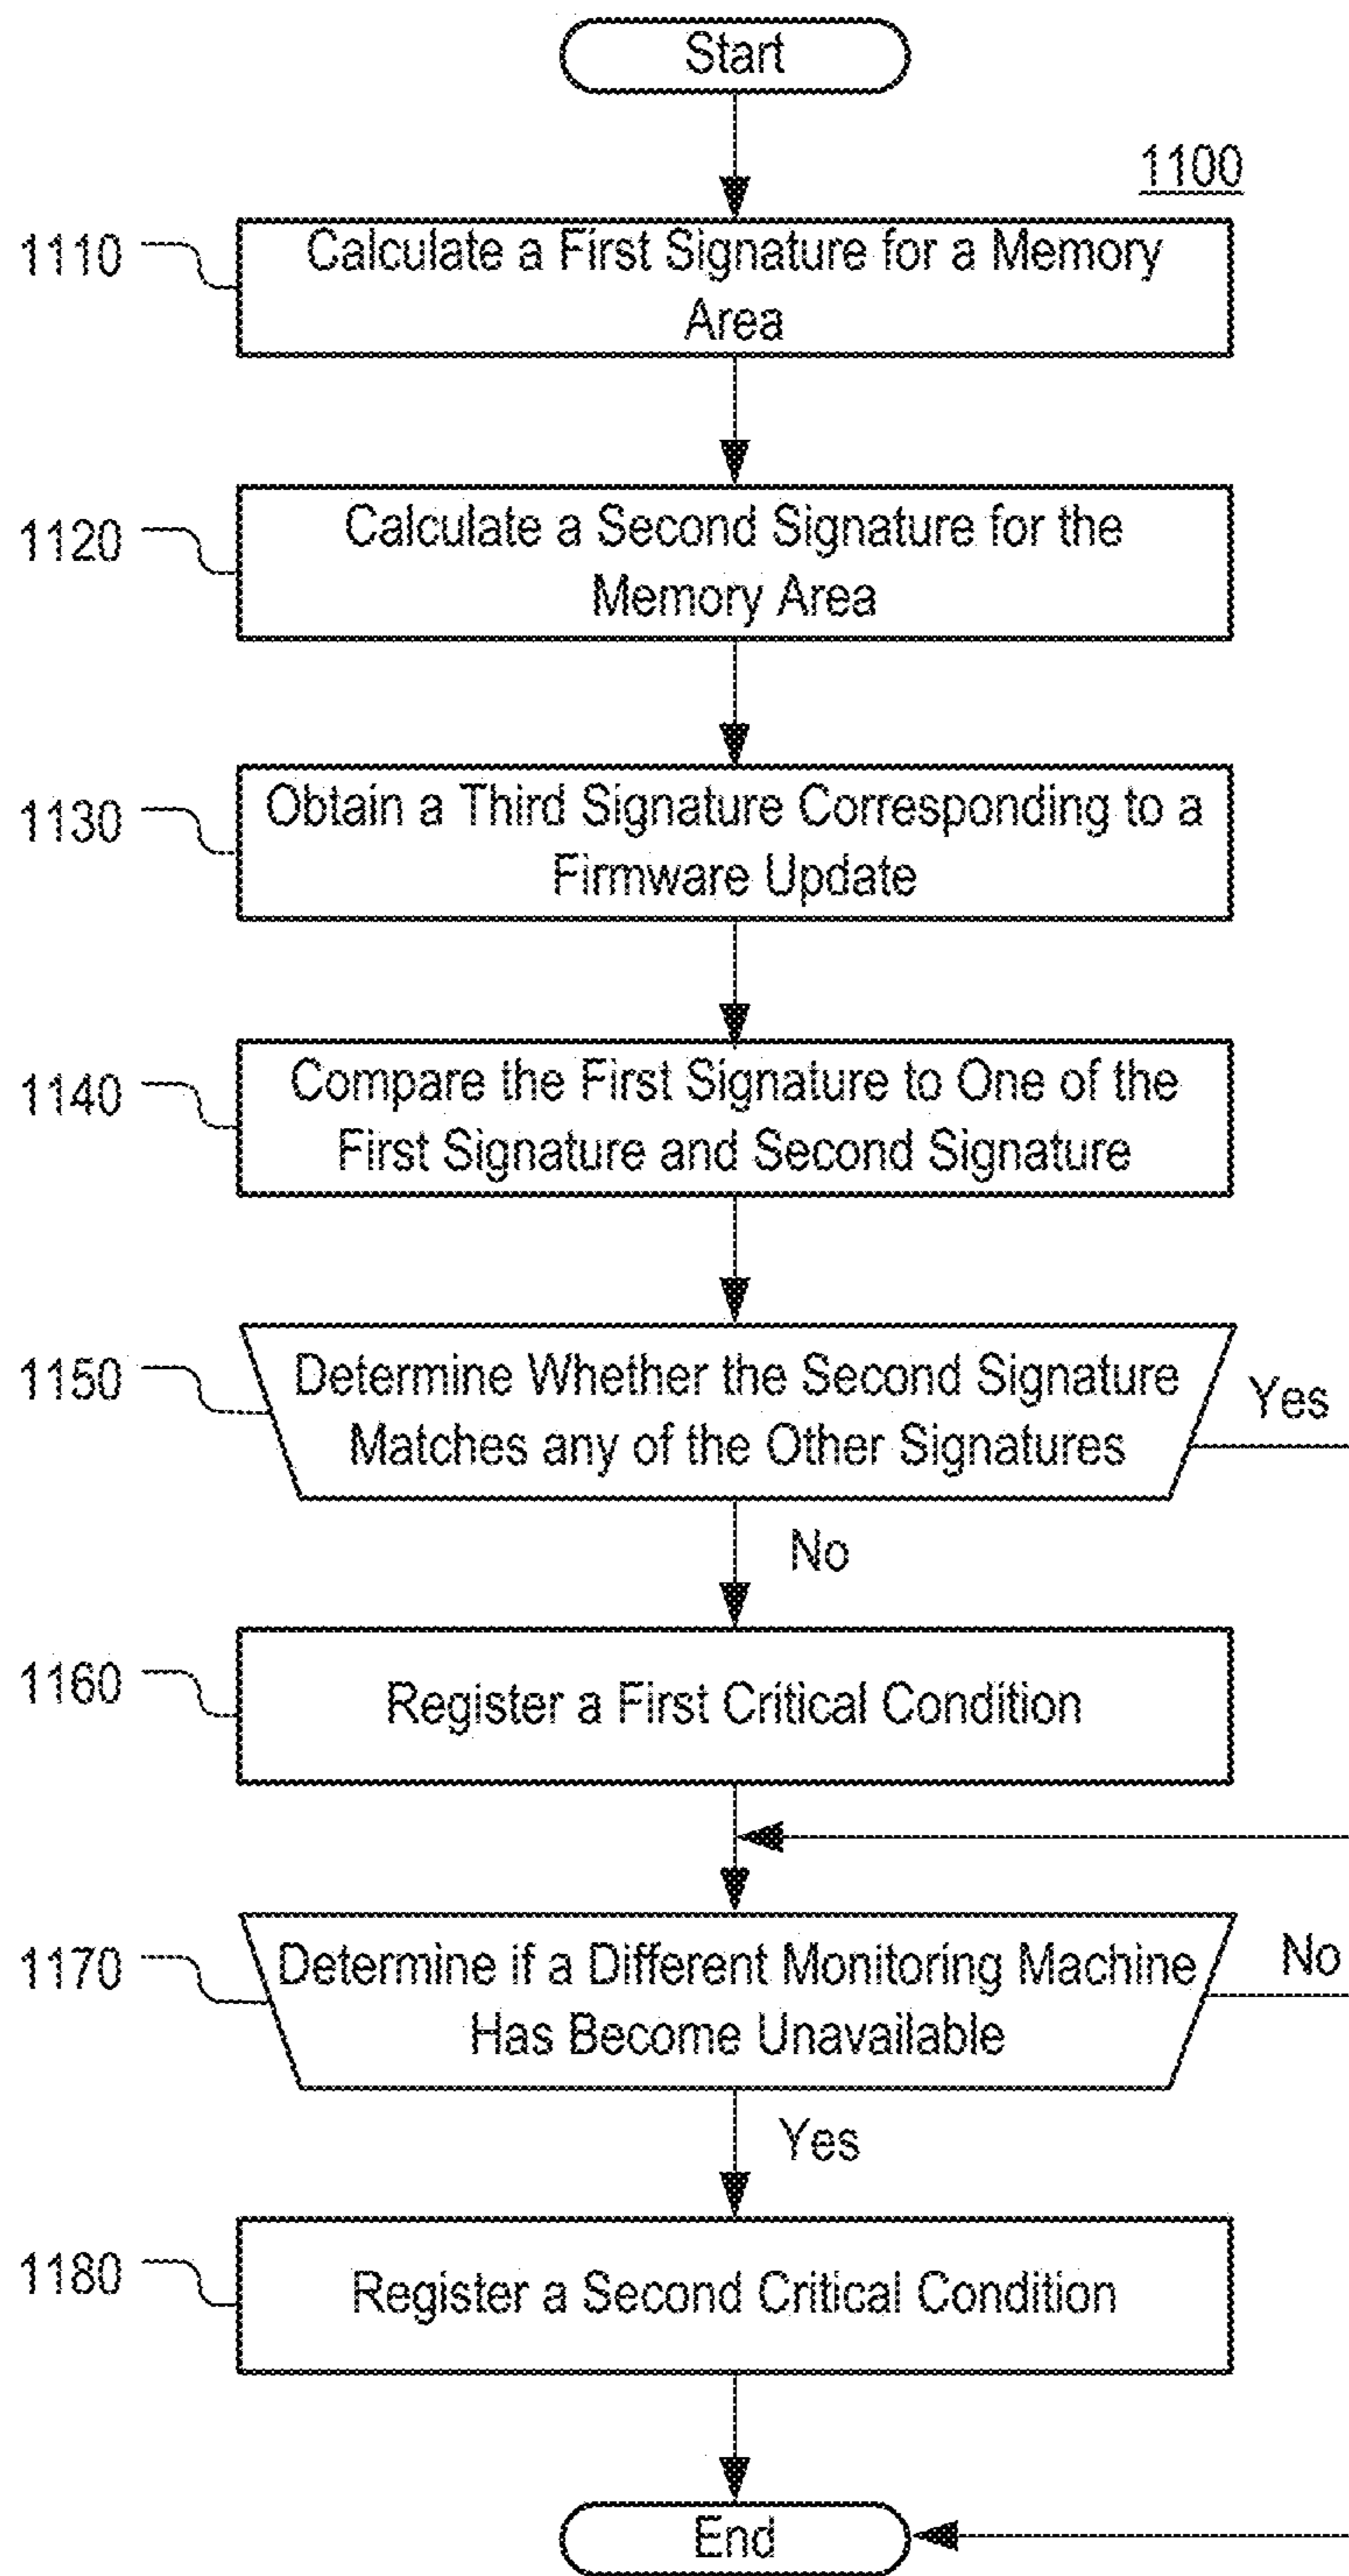 Start
1100
1110
Calculate a First Signature for a Memory
Area
1120
Calculate a Second Signature for the
Memory Area
1130
Obtain a Third Signature Corresponding to a
Firmware Update
1140
Compare the First Signature to One of the
First Signature and Second Signature
1150
Determine Whether the Second Signature
Matches any of the Other Signatures
Yes
No
1160
Register a First Critical Condition
1170
Determine if a Different Monitoring Machine
Has Become Unavailable
No
Yes
1180
Register a Second Critical Condition
End